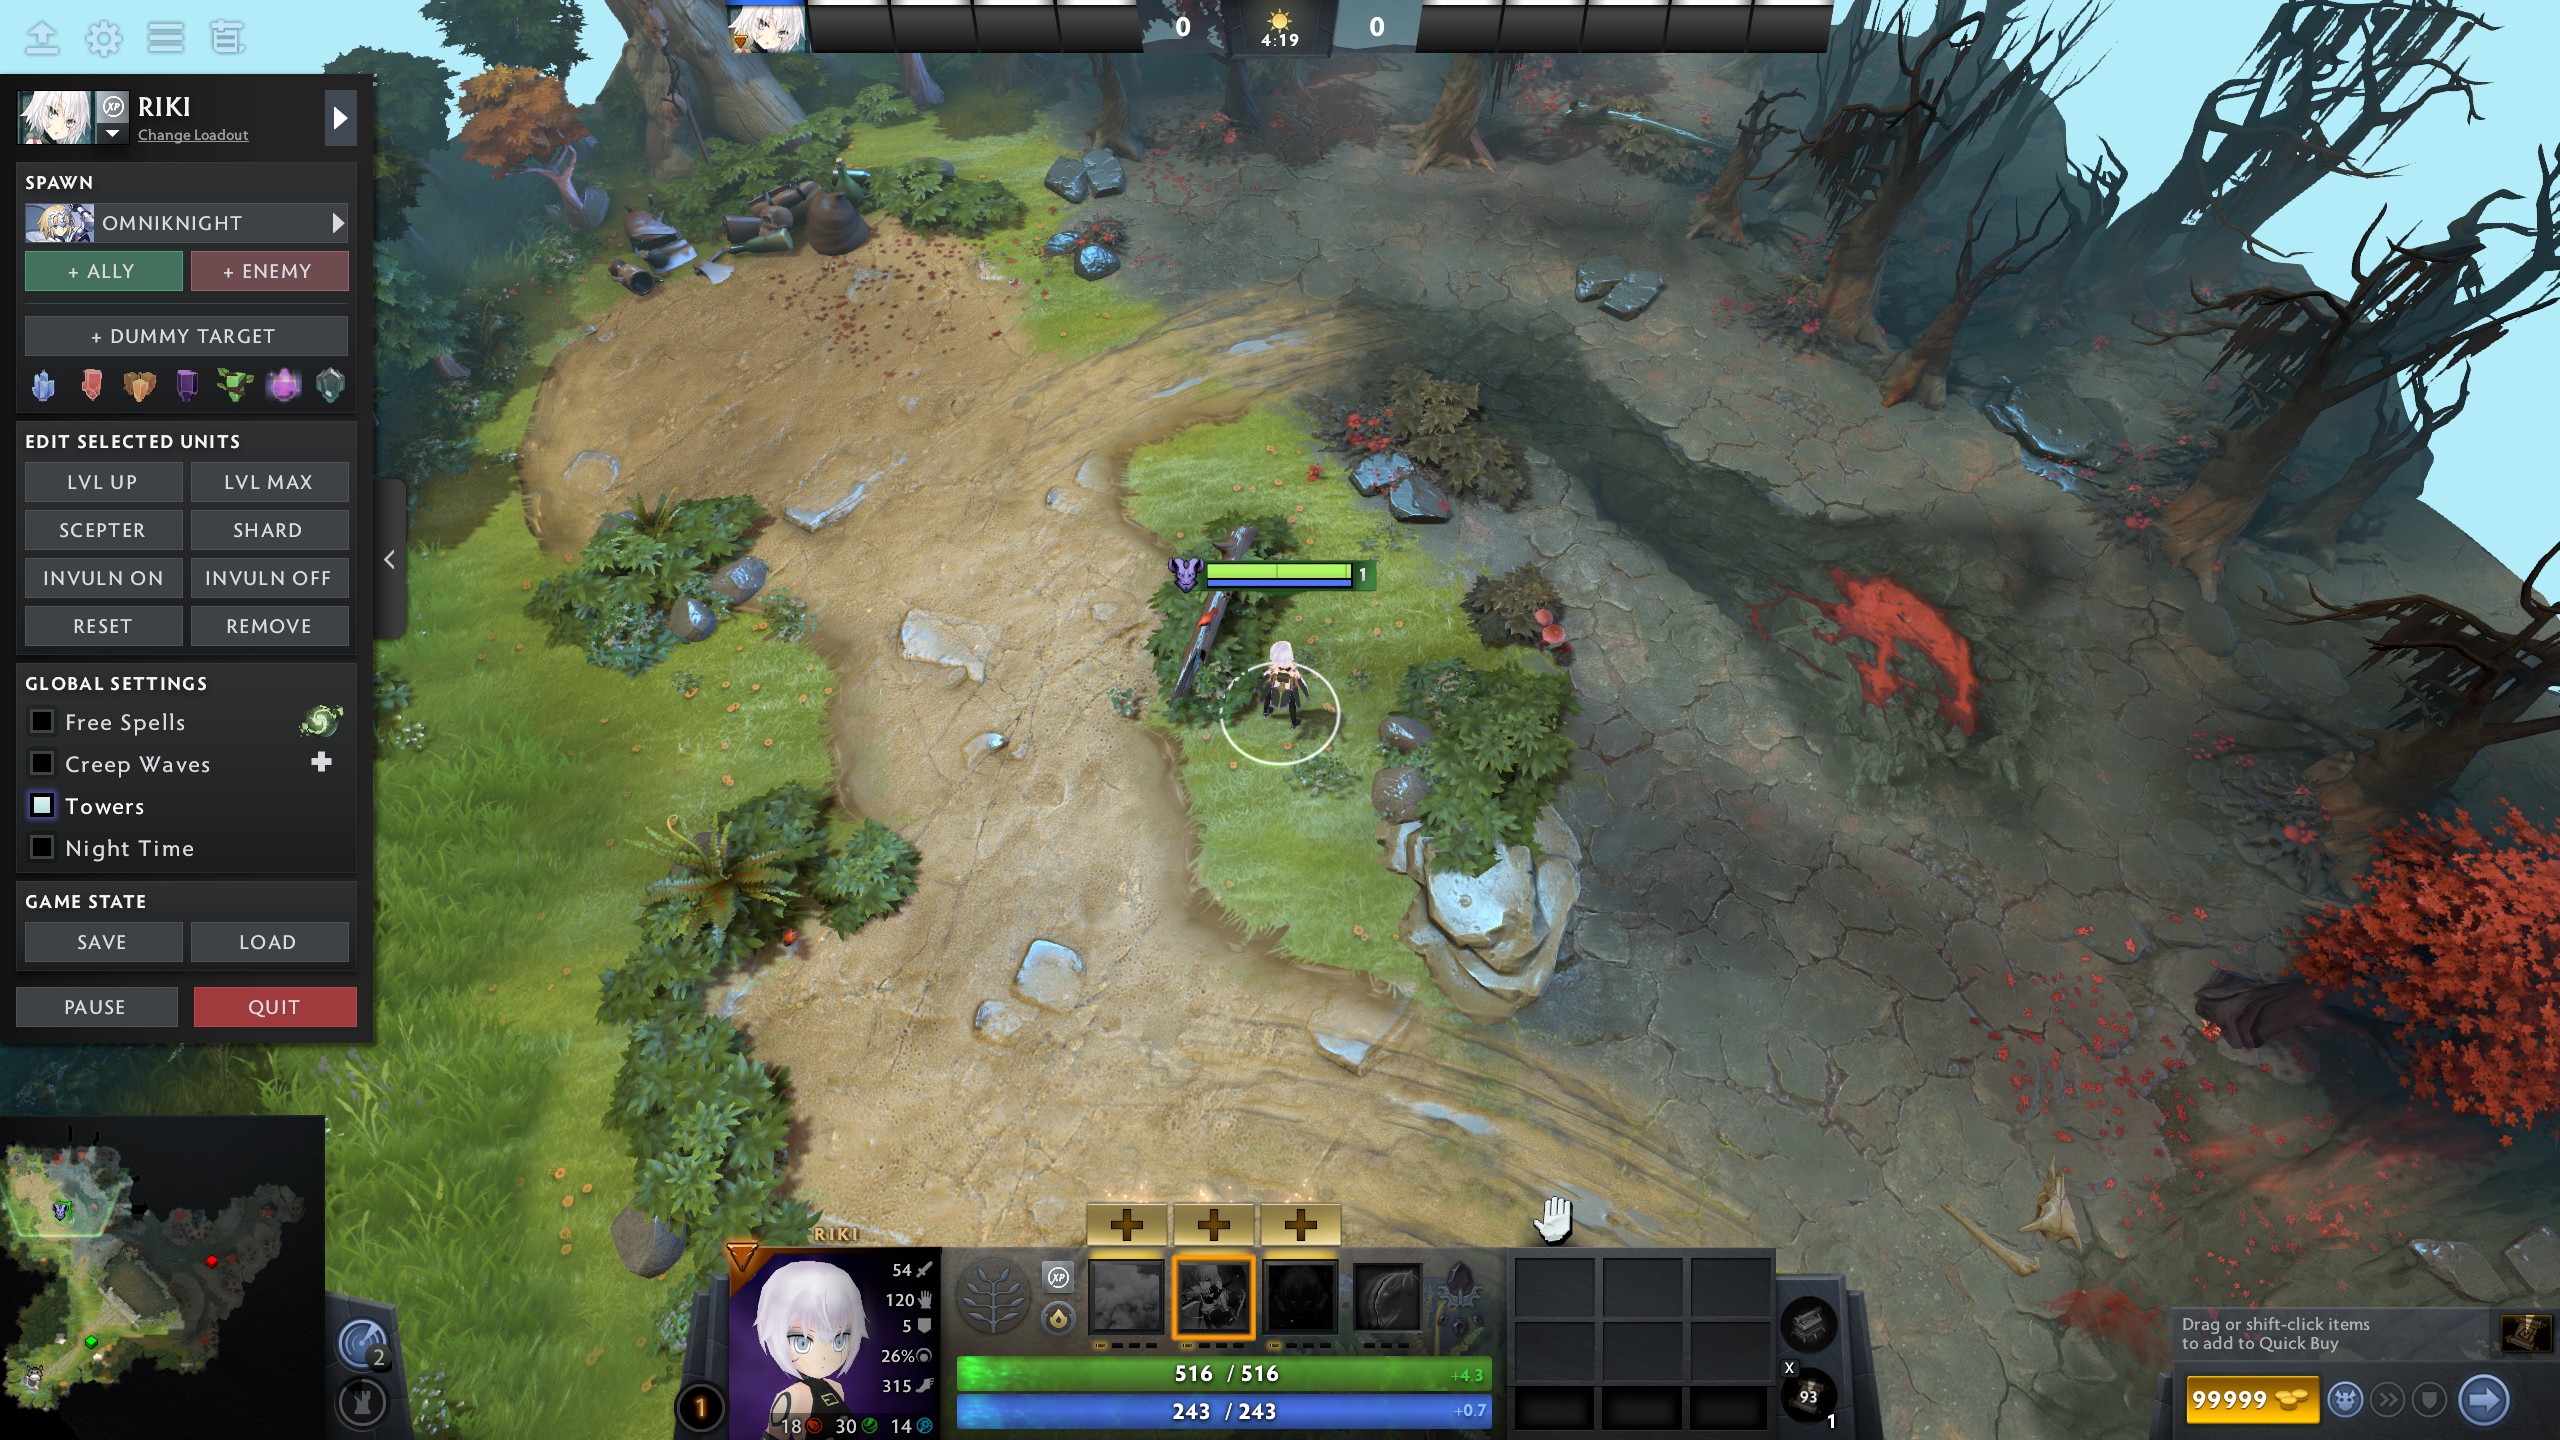 0
4:19
0
XP
RIKI
Change Loadout
SPAWN
OMNIKNIGHT
+ ALLY
+ ENEMY
+ DUMMY TARGET
EDIT SELECTED UNITS
LVL UP
LVL MAX
SCEPTER
SHARD
INVULN ON
INVULN OFF
RESET
REMOVE
GLOBAL SETTINGS
Free Spells
Creep Waves
Towers
Night Time
GAME STATE
SAVE
LOAD
PAUSE
QUIT
1
RIKI
54
120
5
26%
315
18
30
14
1
2
XP
516 / 516
+4.3
243 / 243
+0.7
X
93
1
Drag or shift-click items
to add to Quick Buy
99999